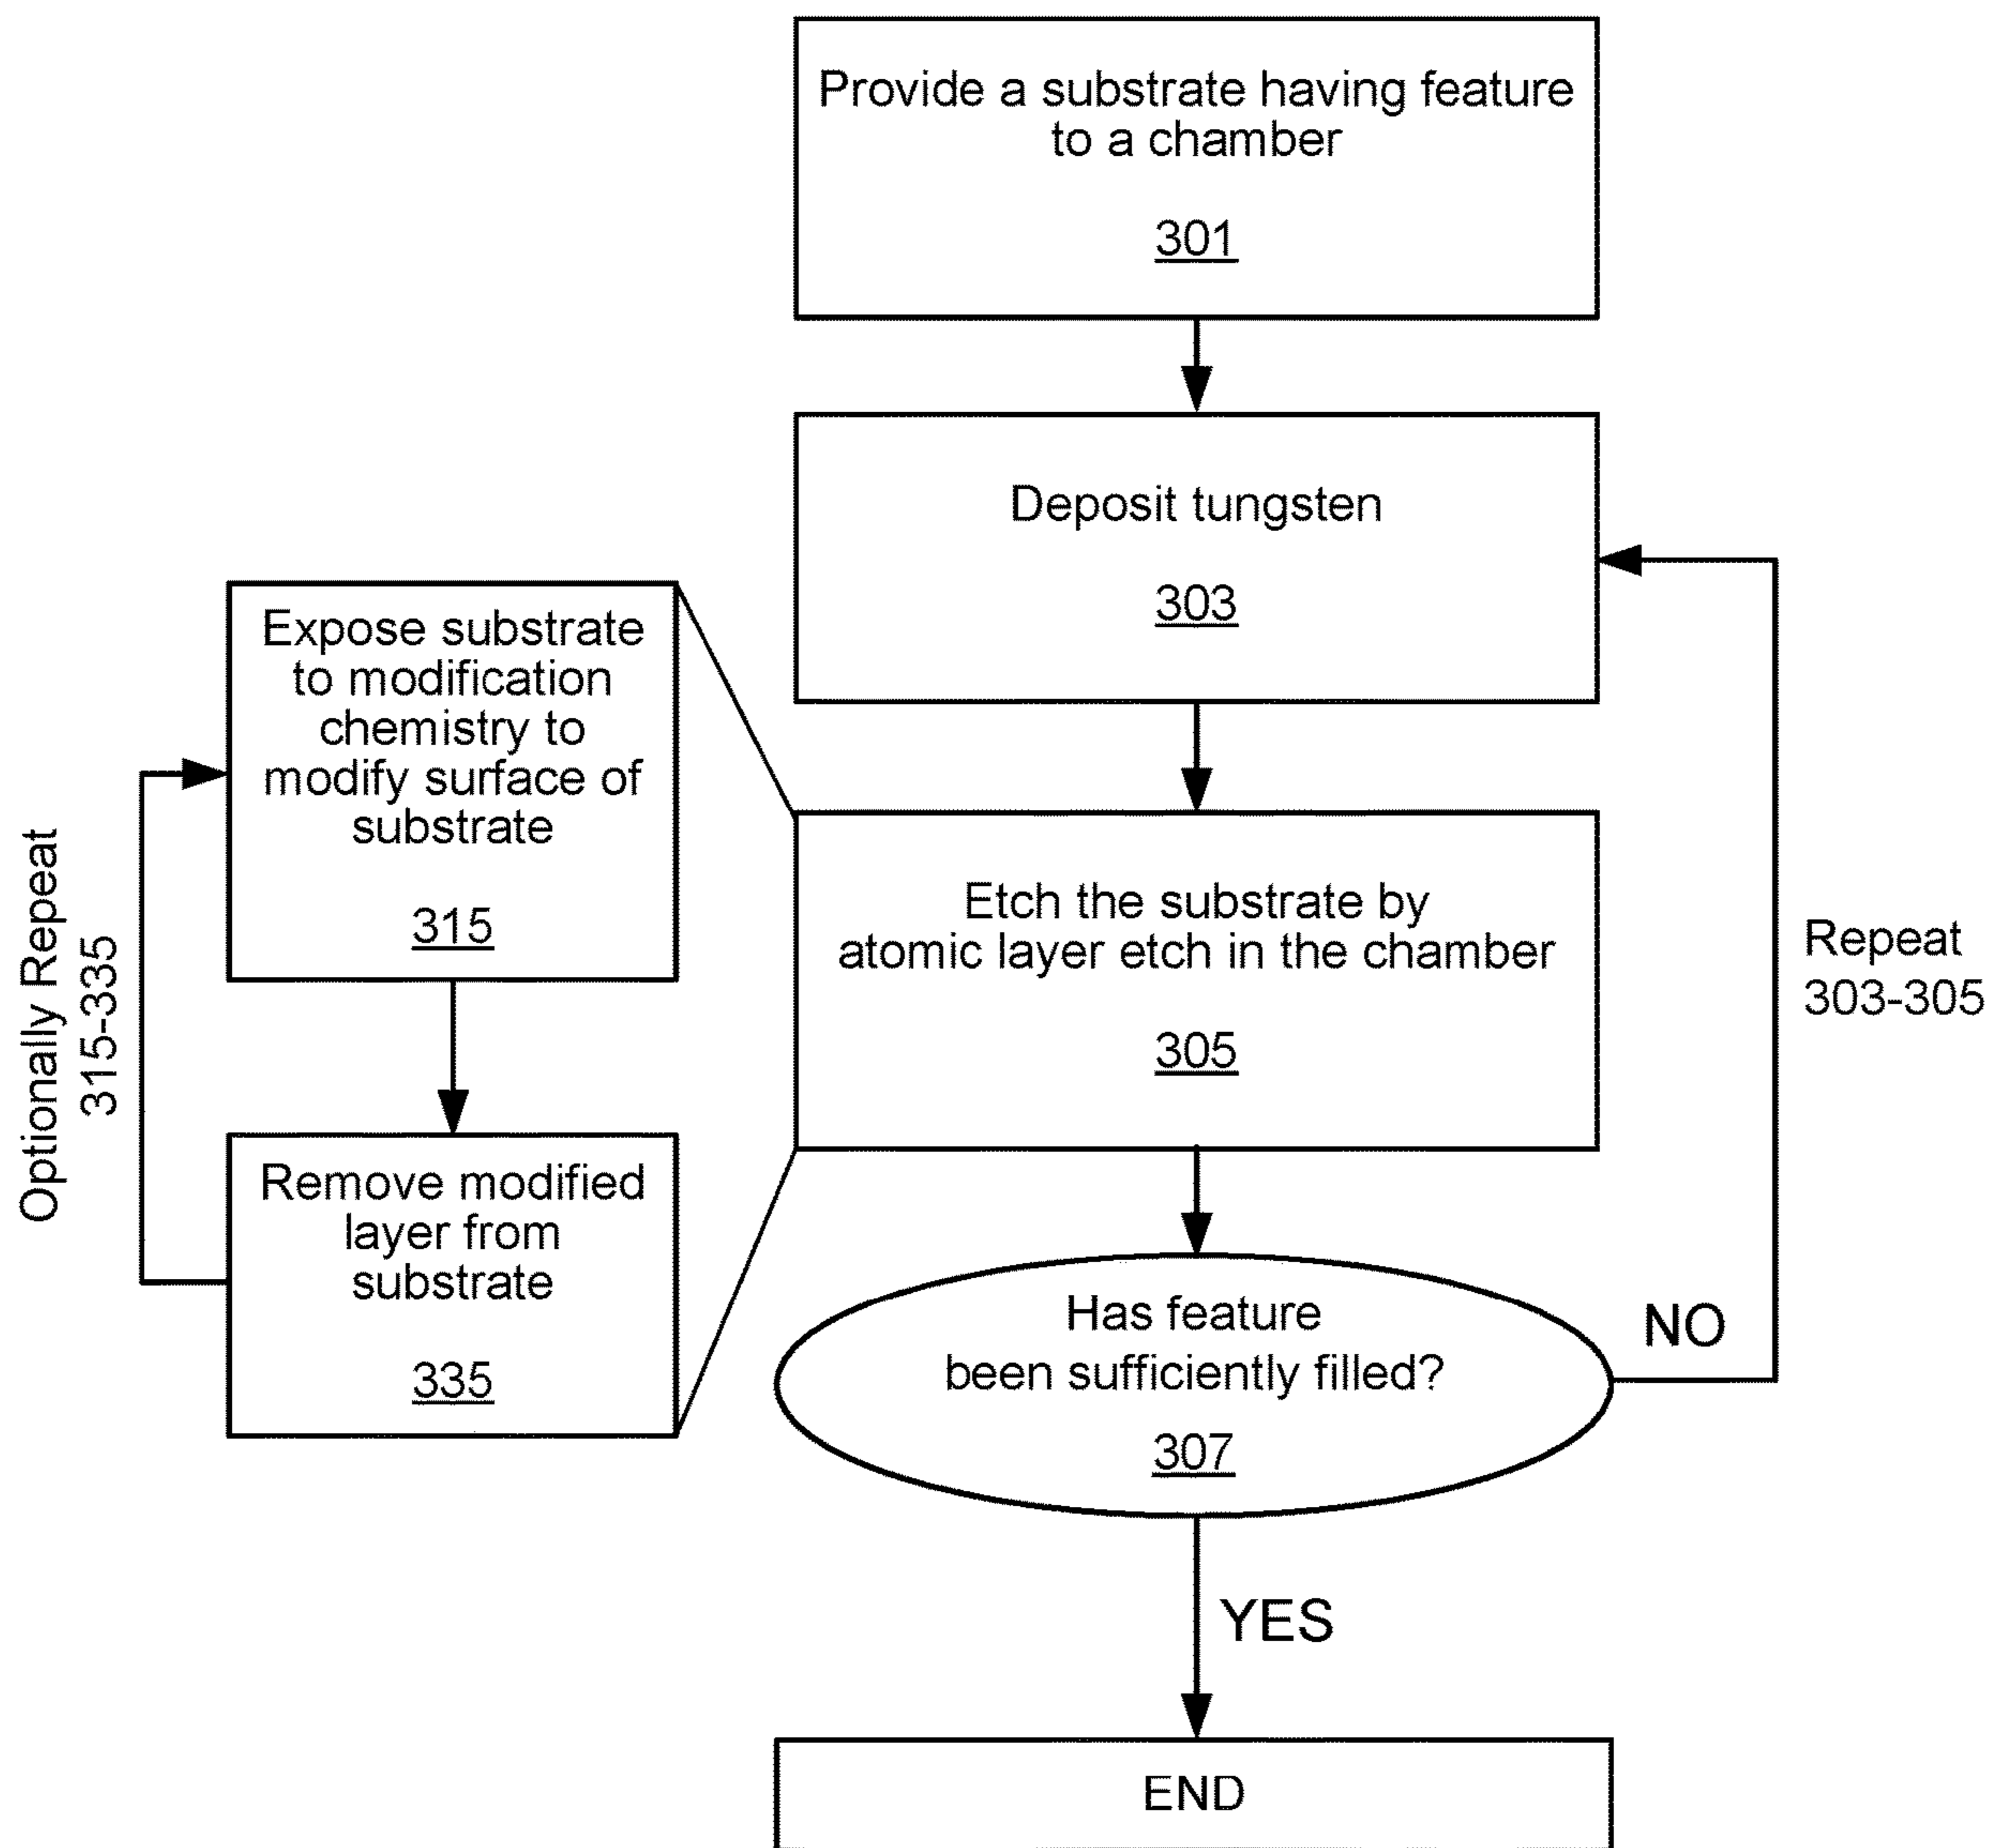 Provide a substrate having feature
to a chamber
301
Deposit tungsten
303
Expose substrate
to modification
chemistry to
modify surface of
substrate
315
Optionally Repeat
315-335
Remove modified
layer from
substrate
335
Etch the substrate by
atomic layer etch in the chamber
305
Repeat
303-305
Has feature
been sufficiently filled?
307
NO
YES
END